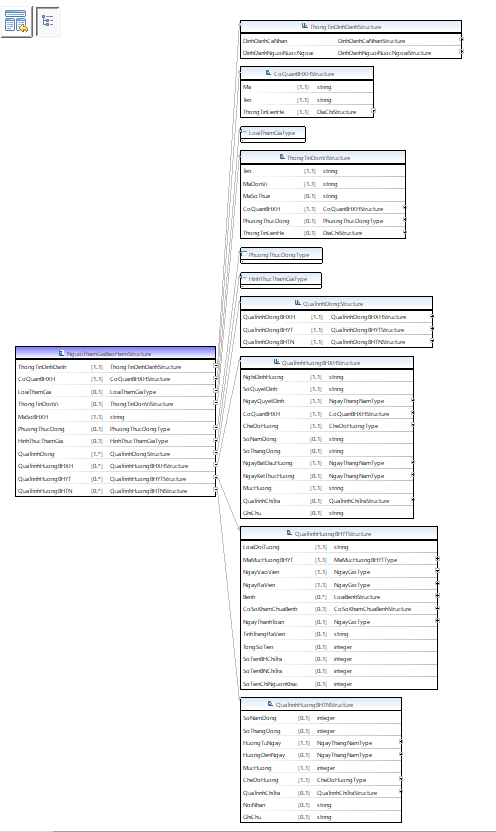 ThongTinDinhDanhStructure
DinhDanhCaNhan DinhDanhCaNhanStructure
DinhDanhNguoiNuocNgoai DinhDanhNguoiNuocNgoaiStructure
CoQuanBHXHStructure
Ma [1..1] string
Ten [1..1] string
ThongTinLienHe [1..1] DiaChiStructure
LoaiThamGiaType
ThongTinDonViStructure
Ten [1..1] string
MaDonVi [1..1] string
MaSoThue [0..1] string
CoQuanBHXH [1..1] CoQuanBHXHStructure
PhuongThucDong [0..1] PhuongThucDongType
ThongTinLienHe [0..1] DiaChiStructure
PhuongThucDongType
HinhThucThamGiaType
QuaTrinhDongStructure
QuaTrinhDongBHXH [1..1] QuaTrinhDongBHXHStructure
QuaTrinhDongBHYT [1..1] QuaTrinhDongBHYTStructure
QuaTrinhDongBHTN [1..1] QuaTrinhDongBHTNStructure
NguoiThamGiaBaoHiemStructure
ThongTinDinhDanh [1..1] ThongTinDinhDanhStructure
CoQuanBHXH [1..1] CoQuanBHXHStructure
LoaiThamGia [0..1] LoaiThamGiaType
ThongTinDonVi [0..1] ThongTinDonViStructure
MaSoBHXH [1..1] string
PhuongThucDong [0..1] PhuongThucDongType
HinhThucThamGia [0..1] HinhThucThamGiaType
QuaTrinhDong [1..*] QuaTrinhDongStructure
QuaTrinhHuongBHXH [0..*] QuaTrinhHuongBHXHStructure
QuaTrinhHuongBHYT [0..*] QuaTrinhHuongBHYTStructure
QuaTrinhHuongBHTN [0..*] QuaTrinhHuongBHTNStructure
QuaTrinhHuongBHXHStructure
NghiDinhHuong [1..1] string
SoQuyetDinh [1..1] string
NgayQuyetDinh [1..1] NgayThangNamType
CoQuanBHXH [1..1] CoQuanBHXHStructure
CheDoHuong [1..1] CheDoHuongType
SoNamDong [0..1] string
SoThangDong [0..1] string
NgayBatDauHuong [0..1] NgayThangNamType
NgayKetThucHuong [0..1] NgayThangNamType
MucHuong [1..1] string
QuaTrinhChiTra [0..1] QuaTrinhChiTraStructure
GhiChu [0..1] string
QuaTrinhHuongBHYTStructure
LoaiDoiTuong [1..1] string
MaMucHuongBHYT [1..1] MaMucHuongBHYTType
NgayVaoVien [1..1] NgayGioType
NgayRaVien [1..1] NgayGioType
Benh [0..*] LoaiBenhStructure
CoSoKhamChuaBenh [0..1] CoSoKhamChuaBenhStructure
NgayThanhToan [0..1] NgayGioType
TinhTrangRaVien [0..1] string
TongSoTien [0..1] integer
SoTienBHChiTra [0..1] integer
SoTienBNChiTra [0..1] integer
SoTienChiNguonKhac [0..1] integer
QuaTrinhHuongBHTNStructure
SoNamDong [0..1] integer
SoThangDong [0..1] integer
HuongTuNgay [1..1] NgayThangNamType
HuongDenNgay [0..1] NgayThangNamType
MucHuong [1..1] integer
CheDoHuong [1..1] CheDoHuongType
QuaTrinhChiTra [0..1] QuaTrinhChiTraStructure
NoiNhan [0..1] string
GhiChu [0..1] string